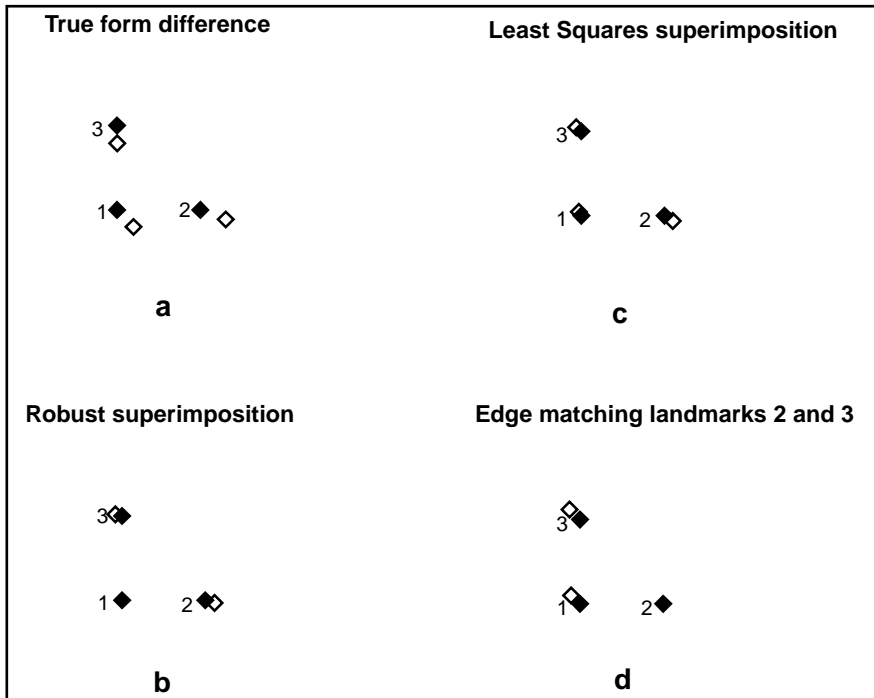 True form difference
3
1
2
a
Least Squares superimposition
3
1
2
c
Robust superimposition
3
1
2
b
Edge matching landmarks 2 and 3
3
1
2
d